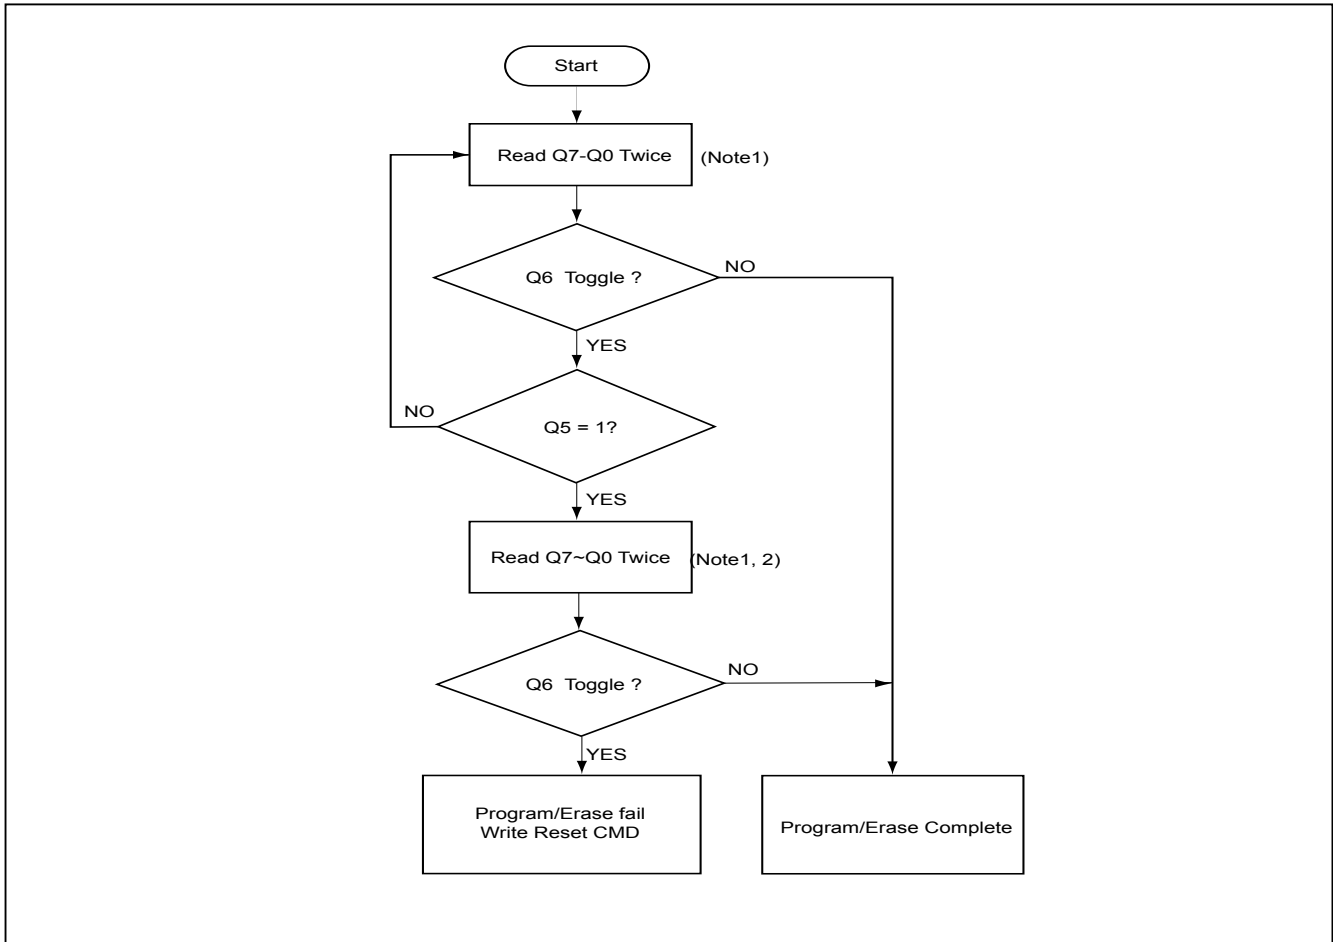 Start
Read Q7-Q0 Twice
(Note1)
Q6 Toggle ?
NO
YES
NO
Q5 = 1?
YES
Read Q7~Q0 Twice
(Note1, 2)
NO
Q6 Toggle ?
YES
Program/Erase fail
Write Reset CMD
Program/Erase Complete